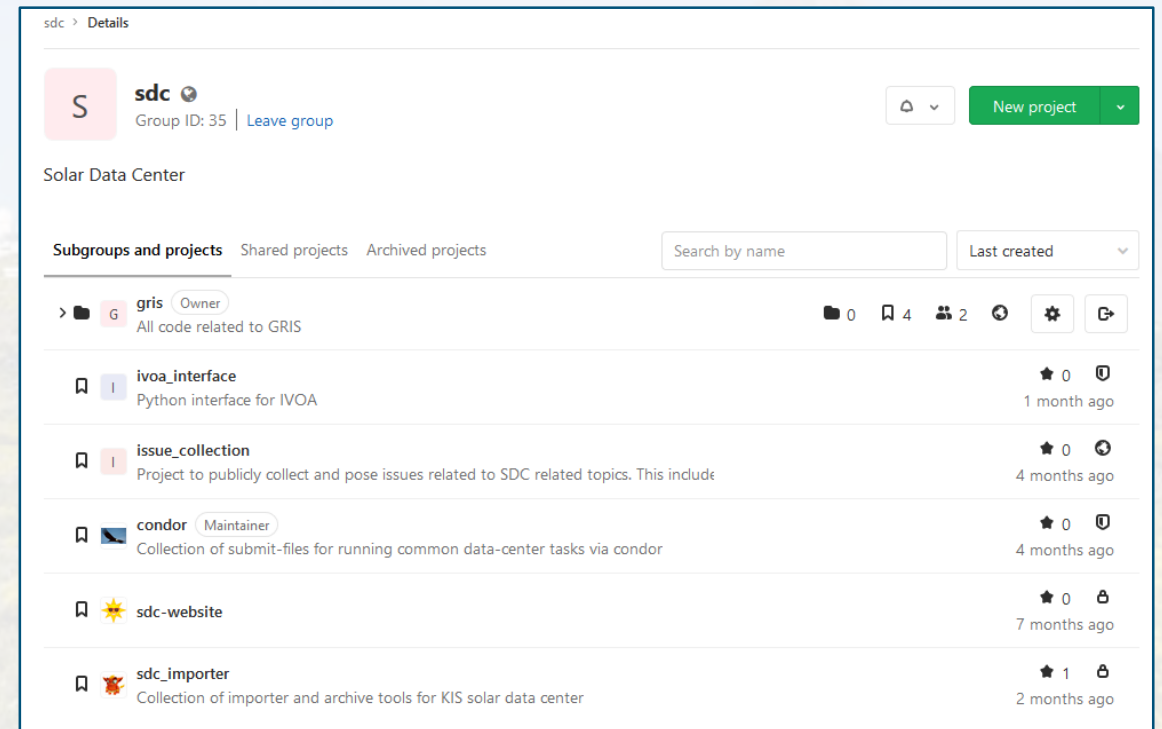 sdc > Details
S
sdc
Group ID: 35 | Leave group
New project
Solar Data Center
Subgroups and projects Shared projects Archived projects
Search by name
Last created
G
gris Owner
All code related to GRIS
0 4 2
I
ivoa_interface
Python interface for IVOA
0
1 month ago
I
issue_collection
Project to publicly collect and pose issues related to SDC related topics. This include
0
4 months ago
condor Maintainer
Collection of submit-files for running common data-center tasks via condor
0
4 months ago
sdc-website
0
7 months ago
sdc_importer
Collection of importer and archive tools for KIS solar data center
1
2 months ago